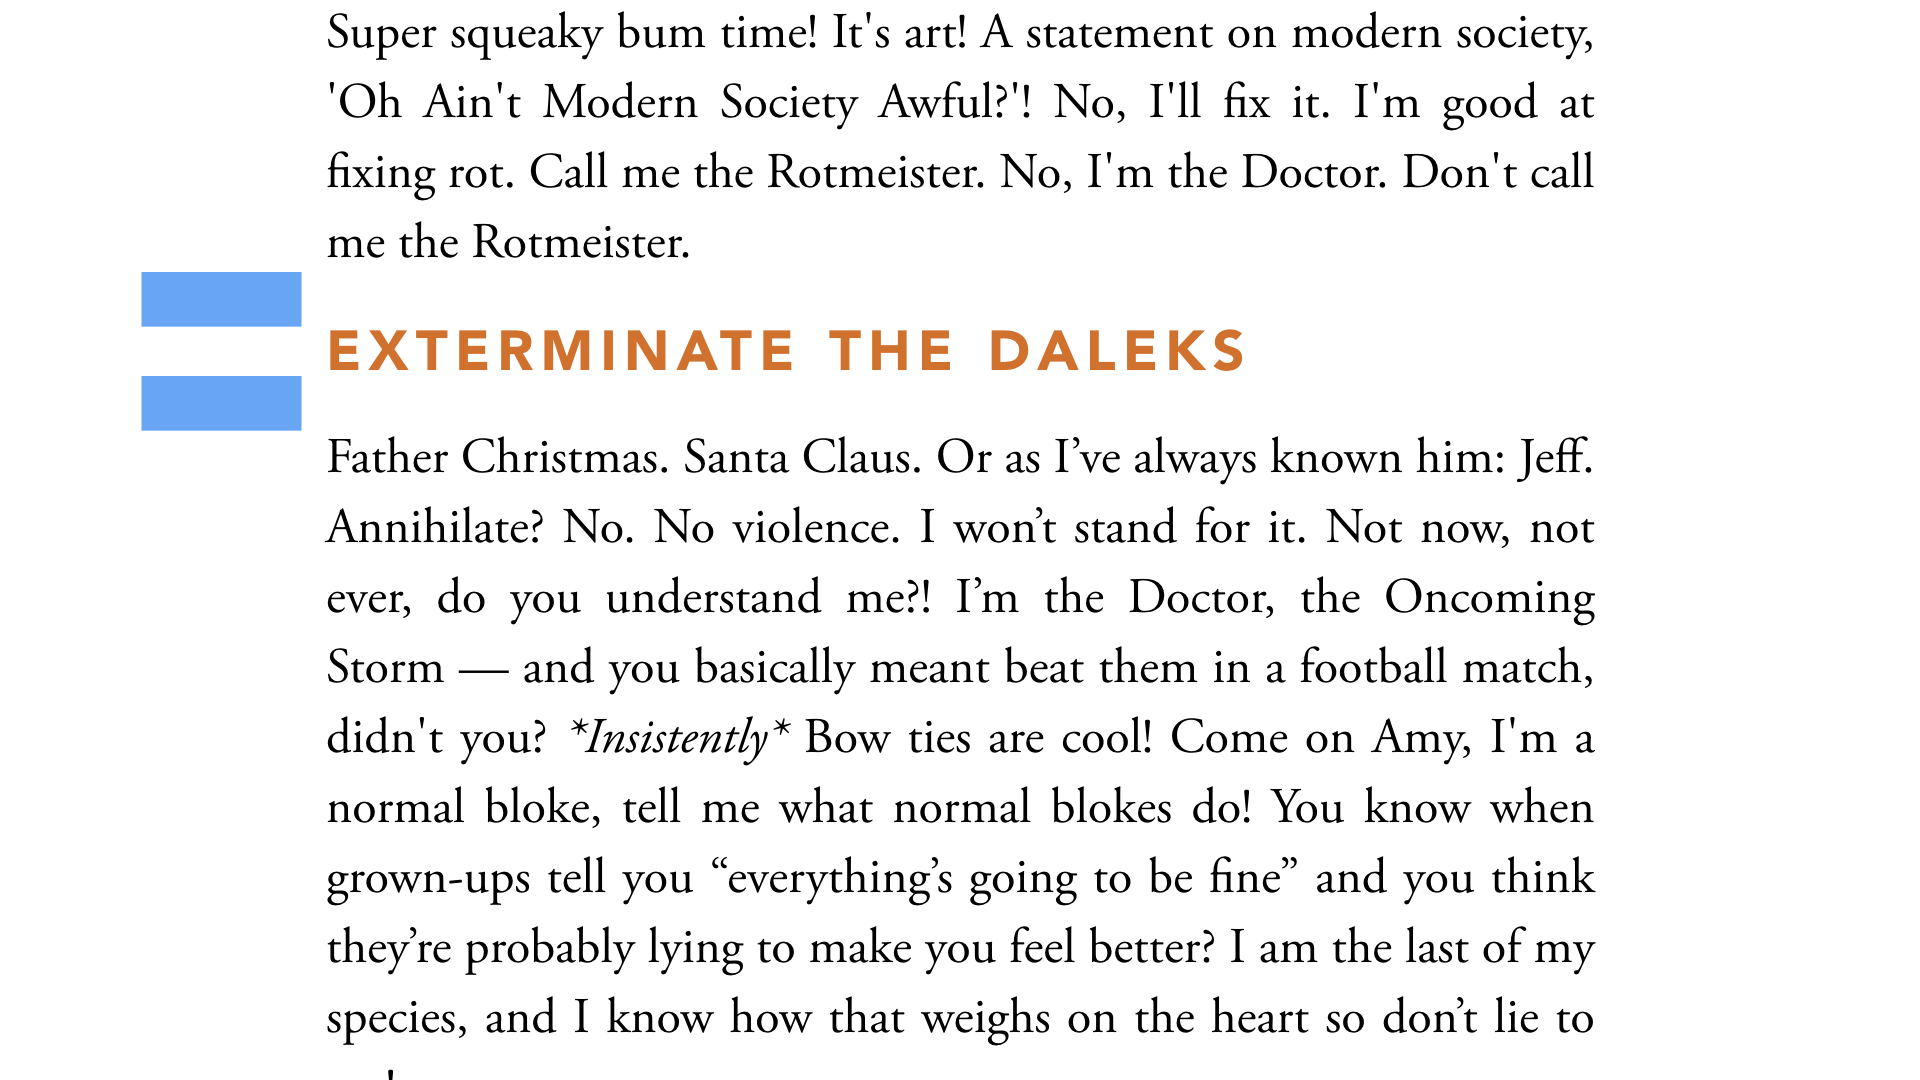 Super squeaky bum time! It's art! A statement on modern society,
'Oh Ain't Modern Society Awful?'! No, I'll fix it. I'm good at
fixing rot. Call me the Rotmeister. No, I'm the Doctor. Don't call
me the Rotmeister.
EXTERMINATE THE DALEKS
Father Christmas. Santa Claus. Or as I’ve always known him: Jeff.
Annihilate? No. No violence. I won’t stand for it. Not now, not
ever, do you understand me?! I’m the Doctor, the Oncoming
Storm — and you basically meant beat them in a football match,
didn't you? *Insistently* Bow ties are cool! Come on Amy, I'm a
normal bloke, tell me what normal blokes do! You know when
grown-ups tell you “everything’s going to be fine” and you think
they’re probably lying to make you feel better? I am the last of my
species, and I know how that weighs on the heart so don’t lie to